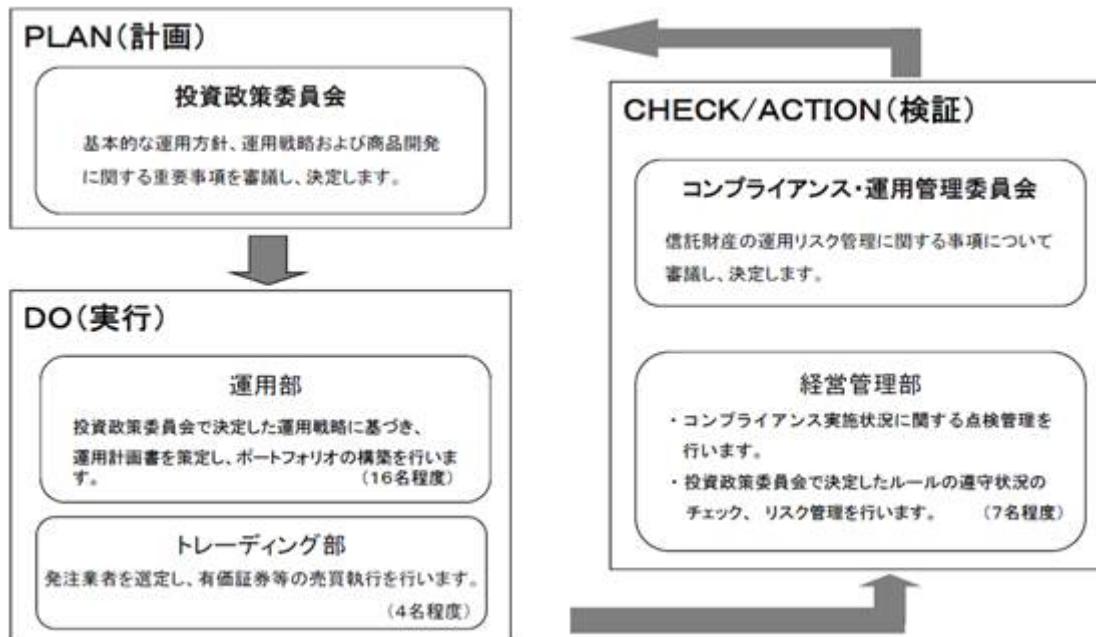 PLAN(計画)
投資政策委員会
基本的な運用方針、運用戦略および商品開発
に関する重要事項を審議し、決定します。
DO(実行)
運用部
投資政策委員会で決定した運用戦略に基づき、
運用計画書を策定し、ポートフォリオの構築を行いま
す。 (16名程度)
トレーディング部
発注業者を選定し、有価証券等の売買執行を行います。
(4名程度)
CHECK/ACTION(検証)
コンプライアンス・運用管理委員会
信託財産の運用リスク管理に関する事項について
審議し、決定します。
経営管理部
・コンプライアンス実施状況に関する点検管理を
行います。
・投資政策委員会で決定したルールの遵守状況の
チェック、 リスク管理を行います。 (7名程度)